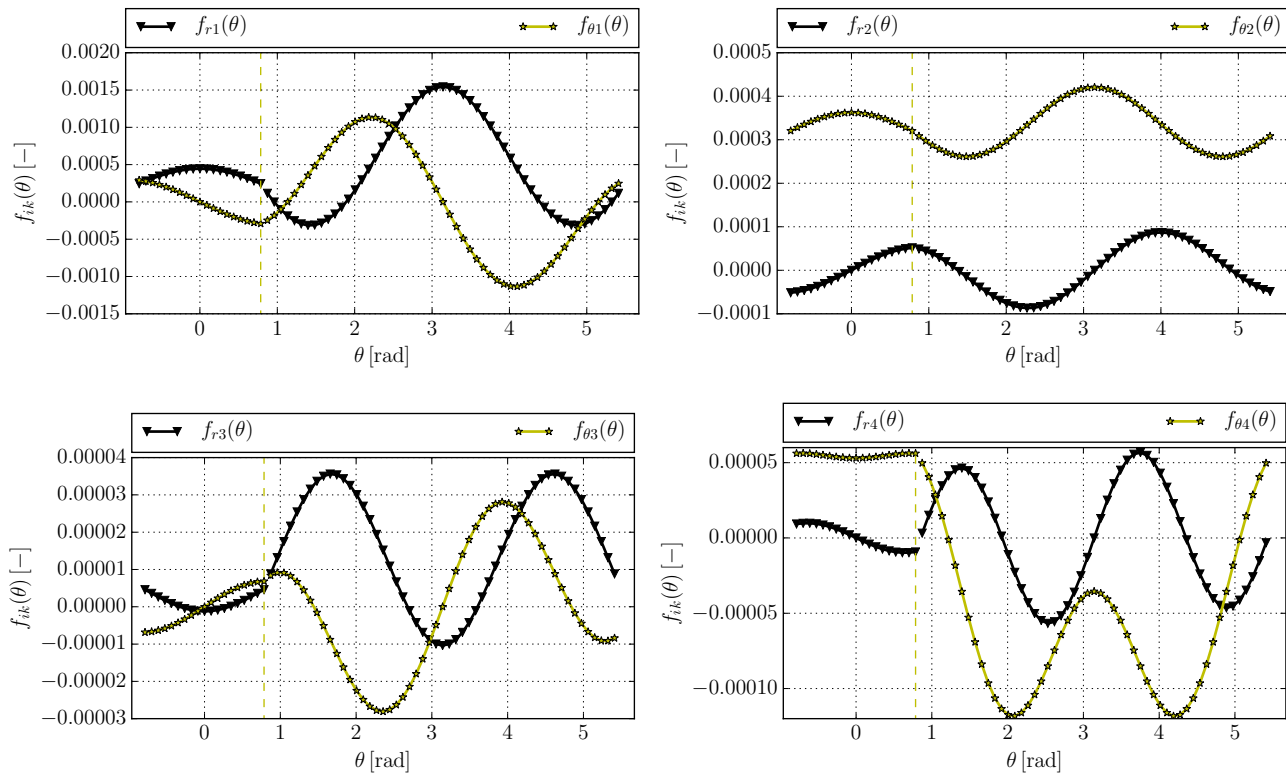 f_{r1}(θ) f_{θ1}(θ)
0.0020
0.0015
0.0010
0.0005
0.0000
−0.0005
−0.0010
−0.0015
f_{ik}(θ) [−]
0 1 2 3 4 5
θ [rad]
f_{r2}(θ) f_{θ2}(θ)
0.0005
0.0004
0.0003
0.0002
0.0001
0.0000
−0.0001
f_{ik}(θ) [−]
0 1 2 3 4 5
θ [rad]
f_{r3}(θ) f_{θ3}(θ)
0.00004
0.00003
0.00002
0.00001
0.00000
−0.00001
−0.00002
−0.00003
f_{ik}(θ) [−]
0 1 2 3 4 5
θ [rad]
f_{r4}(θ) f_{θ4}(θ)
0.00005
0.00000
−0.00005
−0.00010
f_{ik}(θ) [−]
0 1 2 3 4 5
θ [rad]